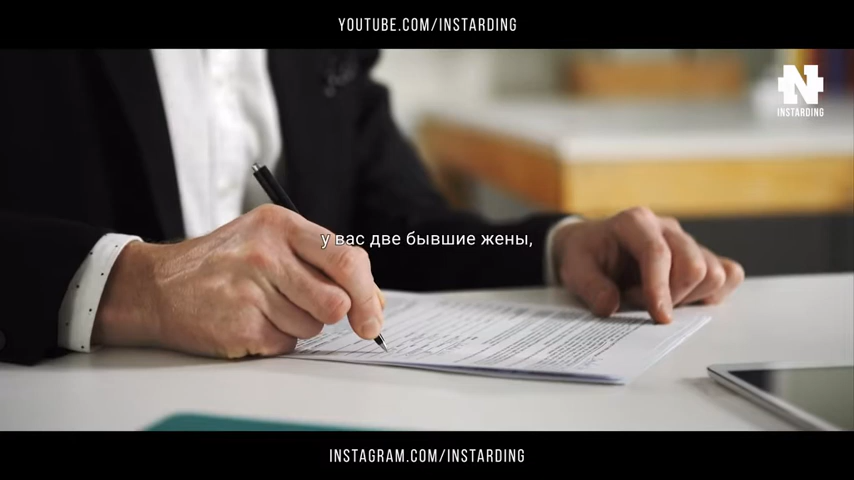 YOUTUBE.COM/INSTARDING
N
INSTARDING
у вас две бывшие жены,
INSTAGRAM.COM/INSTARDING